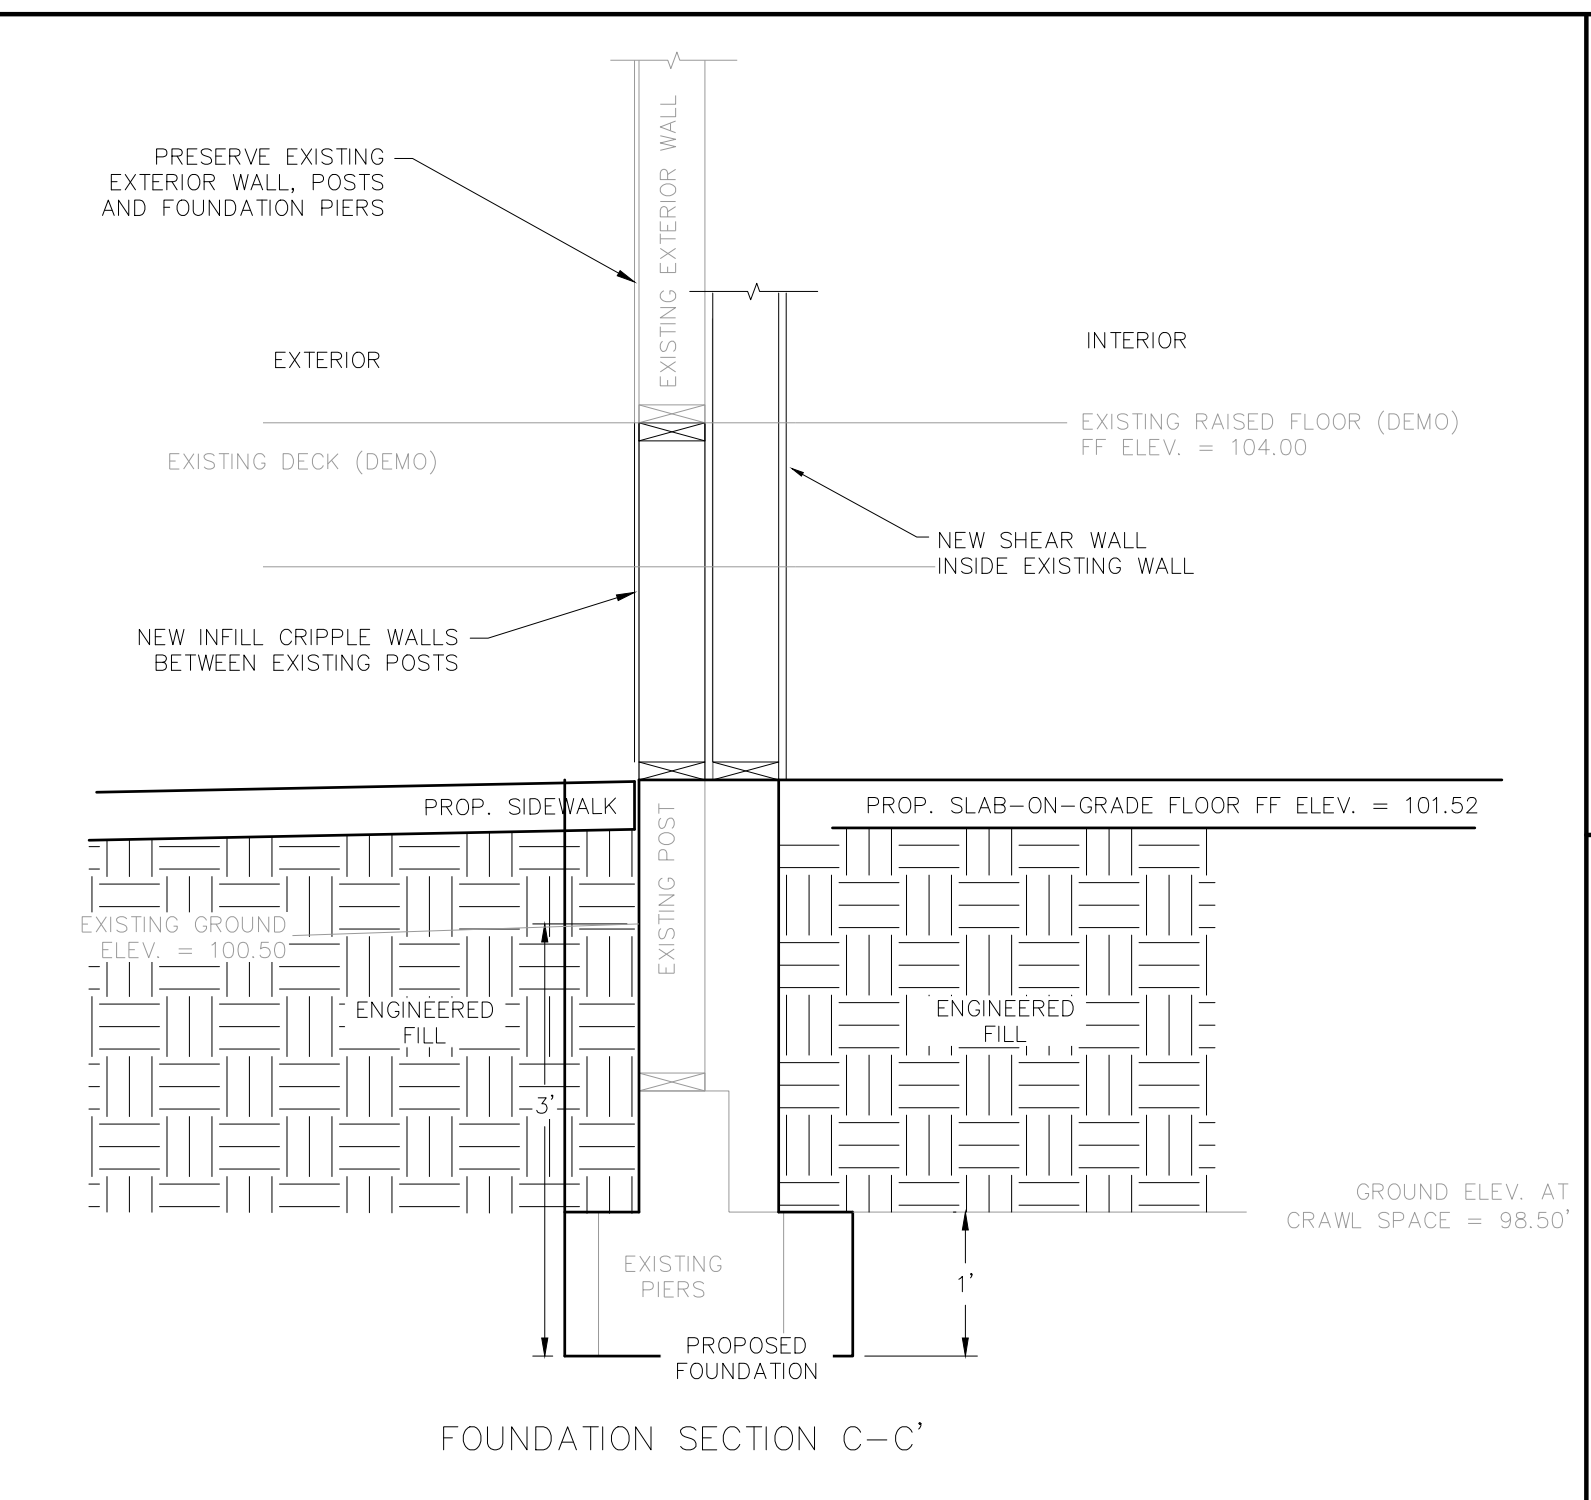 PRESERVE EXISTING
EXTERIOR WALL, POSTS
AND FOUNDATION PIERS
EXISTING EXTERIOR WALL
EXTERIOR
INTERIOR
EXISTING RAISED FLOOR (DEMO)
FF ELEV. = 104.00
EXISTING DECK (DEMO)
NEW SHEAR WALL
INSIDE EXISTING WALL
NEW INFILL CRIPPLE WALLS
BETWEEN EXISTING POSTS
PROP. SIDEWALK
PROP. SLAB-ON-GRADE FLOOR FF ELEV. = 101.52
EXISTING POST
EXISTING GROUND
ELEV. = 100.50
ENGINEERED
FILL
ENGINEERED
FILL
3'
GROUND ELEV. AT
CRAWL SPACE = 98.50'
EXISTING
PIERS
1'
PROPOSED
FOUNDATION
FOUNDATION SECTION C-C'